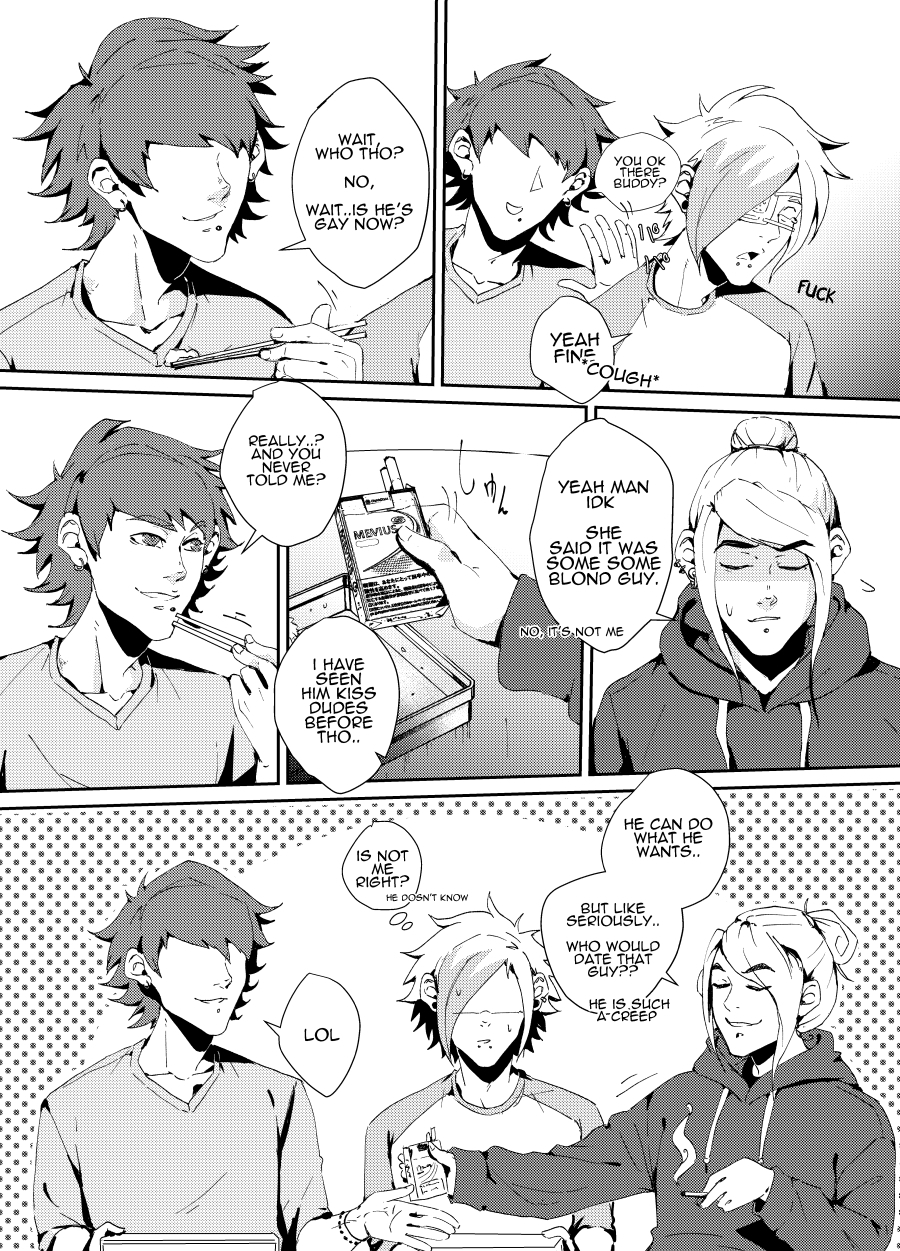 WAIT,
WHO THO?
NO,
WAIT..IS HE'S
GAY NOW?
YOU OK
THERE
BUDDY?
FUCK
YEAH
FINE
*COUGH*
REALLY..?
AND YOU
NEVER
TOLD ME?
MEVIUS
I HAVE
SEEN
HIM KISS
DUDES
BEFORE
THO..
YEAH MAN
IDK
SHE
SAID IT WAS
SOME SOME
BLOND GUY.
NO, IT'S NOT ME
HE CAN DO
WHAT HE
WANTS..
IS NOT
ME
RIGHT?
HE DOSN'T KNOW
BUT LIKE
SERIOUSLY..
WHO WOULD
DATE THAT
GUY??
HE IS SUCH
A-CREEP
LOL